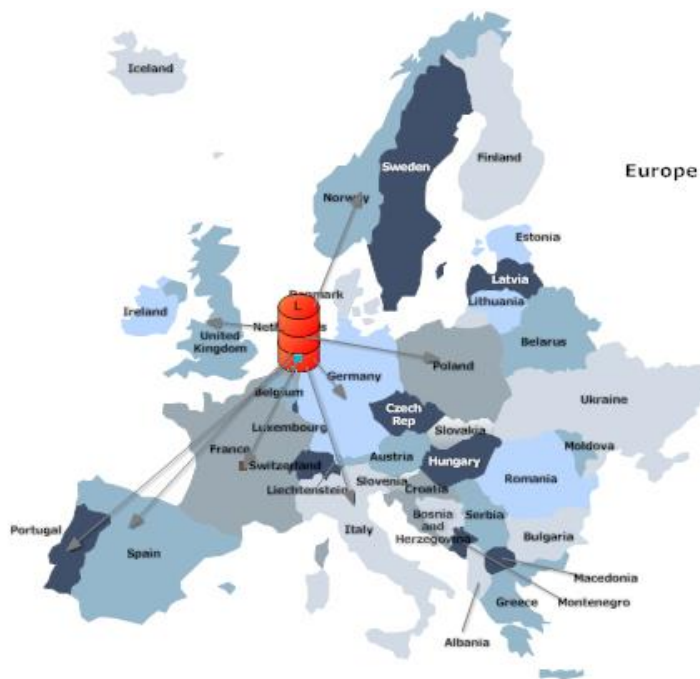 Iceland
Europe
Sweden
Finland
Norway
Estonia
Latvia
Lithuania
Ireland
United
Kingdom
Belarus
Poland
Germany
Belgium
Czech
Rep
Ukraine
Luxembourg
Slovakia
France
Switzerland
Austria
Hungary
Moldova
Romania
Liechtenstein
Slovenia
Croatia
Portugal
Spain
Italy
Bosnia
and
Herzegovina
Serbia
Bulgaria
Macedonia
Montenegro
Greece
Albania
L